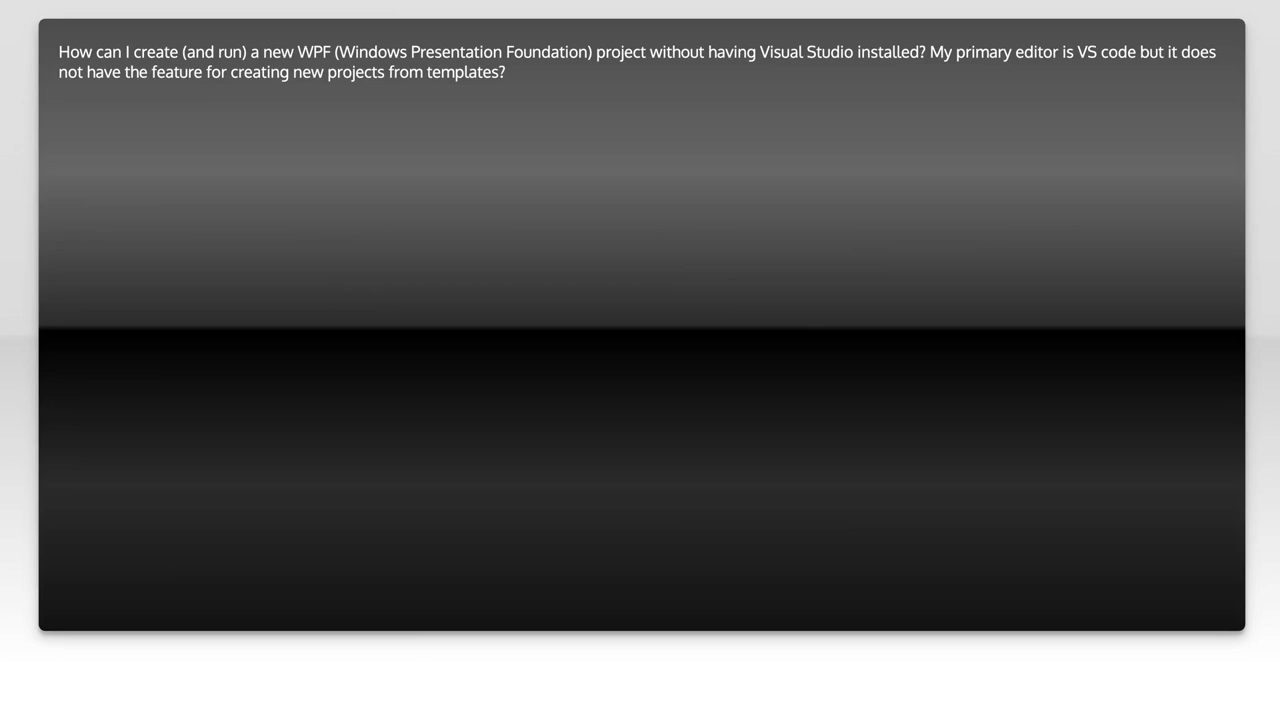 How can I create (and run) a new WPF (Windows Presentation Foundation) project without having Visual Studio installed? My primary editor is VS code but it does
not have the feature for creating new projects from templates?